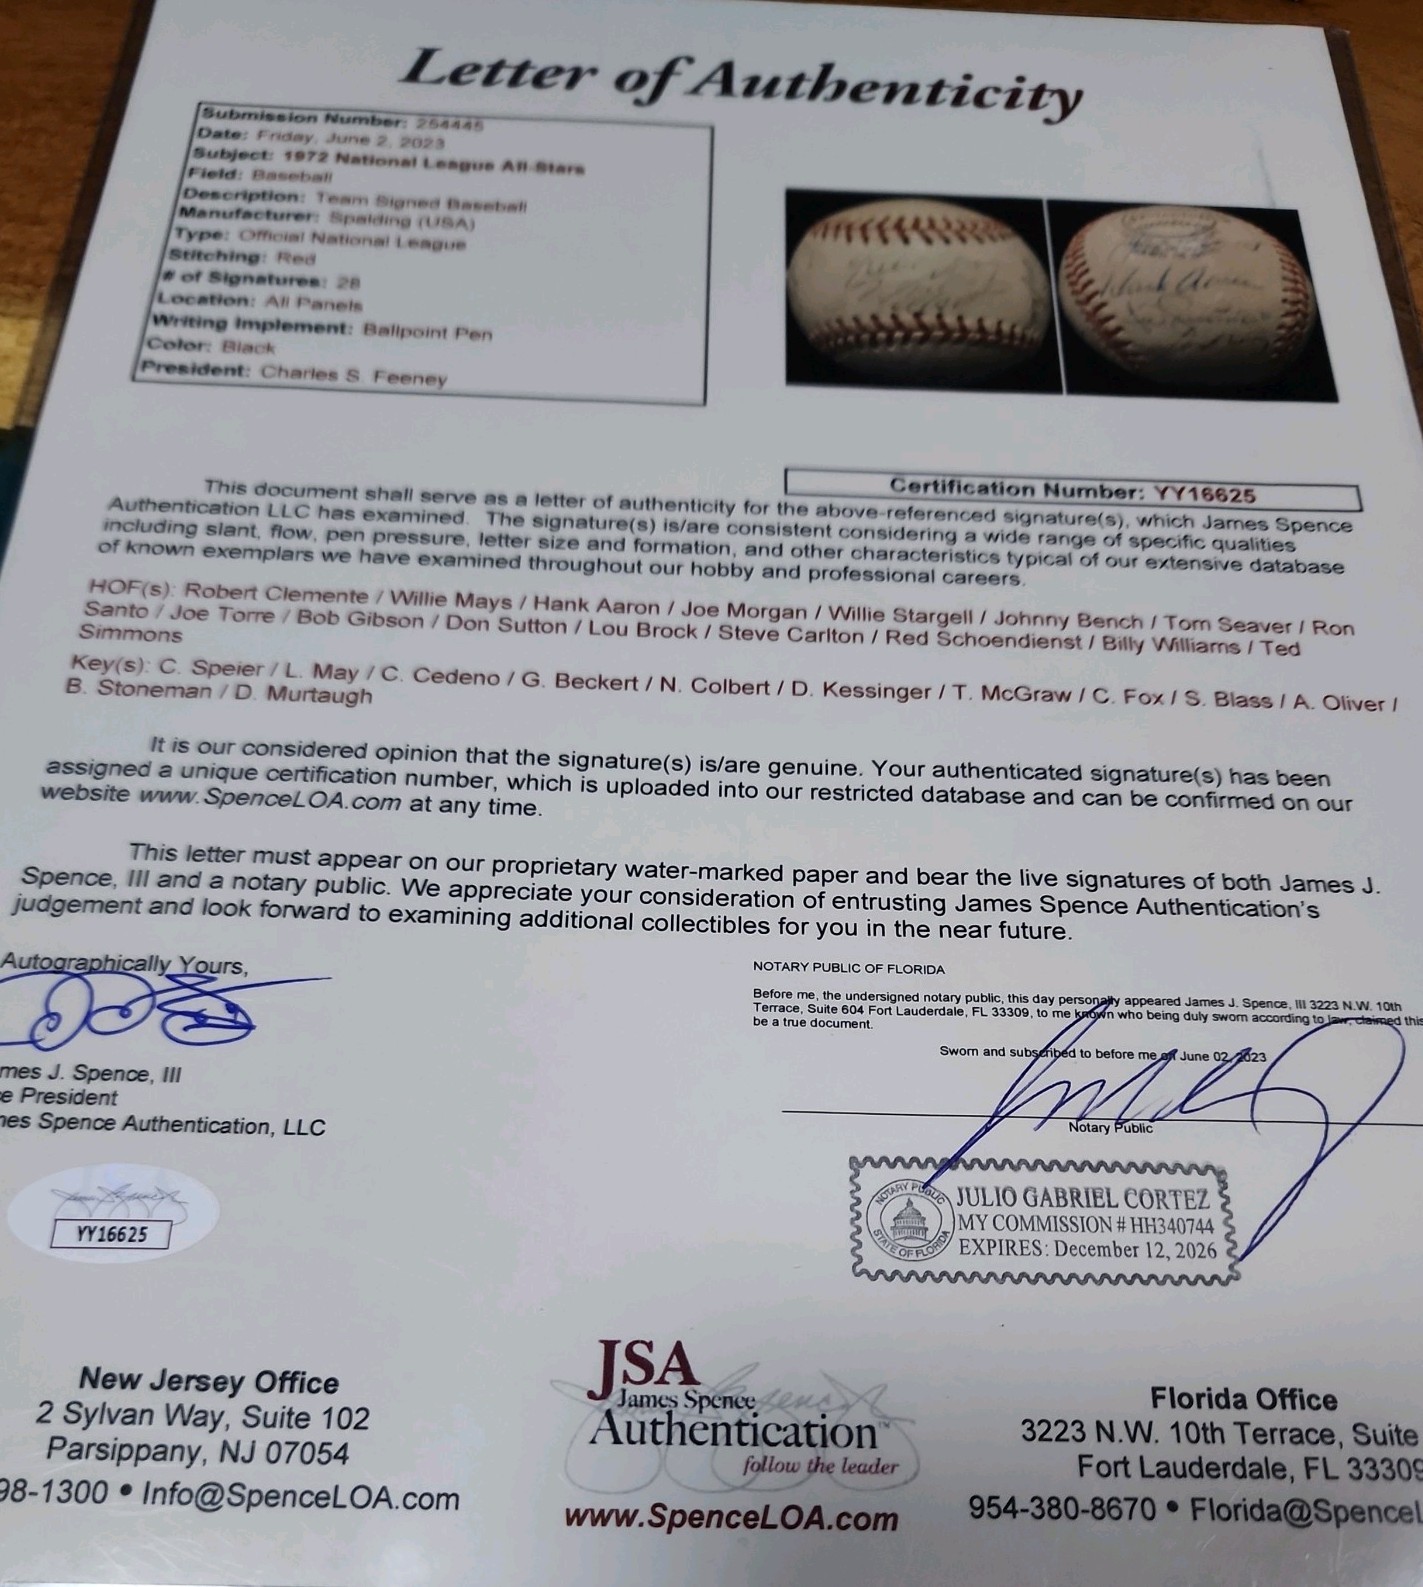 Letter of Authenticity
Submission Number: 254445
Date: Friday, June 2, 2023
Subject: 1972 National League All-Stars
Field: Baseball
Description: Team Signed Baseball
Manufacturer: Spalding (USA)
Type: Official National League
Stitching: Red
# of Signatures: 28
Location: All Panels
Writing Implement: Ballpoint Pen
Color: Black
President: Charles S. Feeney
Hank Aaron
Certification Number: YY16625
This document shall serve as a letter of authenticity for the above-referenced signature(s), which James Spence
Authentication LLC has examined. The signature(s) is/are consistent considering a wide range of specific qualities
including slant, flow, pen pressure, letter size and formation, and other characteristics typical of our extensive database
of known exemplars we have examined throughout our hobby and professional careers.
HOF(s): Robert Clemente / Willie Mays / Hank Aaron / Joe Morgan / Willie Stargell / Johnny Bench / Tom Seaver / Ron
Santo / Joe Torre / Bob Gibson / Don Sutton / Lou Brock / Steve Carlton / Red Schoendienst / Billy Williams / Ted
Simmons
Key(s): C. Speier / L. May / C. Cedeno / G. Beckert / N. Colbert / D. Kessinger / T. McGraw / C. Fox / S. Blass / A. Oliver /
B. Stoneman / D. Murtaugh
It is our considered opinion that the signature(s) is/are genuine. Your authenticated signature(s) has been
assigned a unique certification number, which is uploaded into our restricted database and can be confirmed on our
website www.SpenceLOA.com at any time.
This letter must appear on our proprietary water-marked paper and bear the live signatures of both James J.
Spence, III and a notary public. We appreciate your consideration of entrusting James Spence Authentication's
judgement and look forward to examining additional collectibles for you in the near future.
Autographically Yours,
mes J. Spence, III
e President
nes Spence Authentication, LLC
YY16625
NOTARY PUBLIC OF FLORIDA
Before me, the undersigned notary public, this day personally appeared James J. Spence, III 3223 N.W. 10th
Terrace, Suite 604 Fort Lauderdale, FL 33309, to me known who being duly sworn according to law, claimed this
be a true document.
Sworn and subscribed to before me on June 02, 2023
Notary Public
NOTARY PUBLIC
STATE OF FLORIDA
JULIO GABRIEL CORTEZ
MY COMMISSION # HH340744
EXPIRES: December 12, 2026
New Jersey Office
2 Sylvan Way, Suite 102
Parsippany, NJ 07054
98-1300 • Info@SpenceLOA.com
JSA
James Spence
Authentication™
follow the leader
www.SpenceLOA.com
Florida Office
3223 N.W. 10th Terrace, Suite
Fort Lauderdale, FL 33309
954-380-8670 • Florida@SpenceL